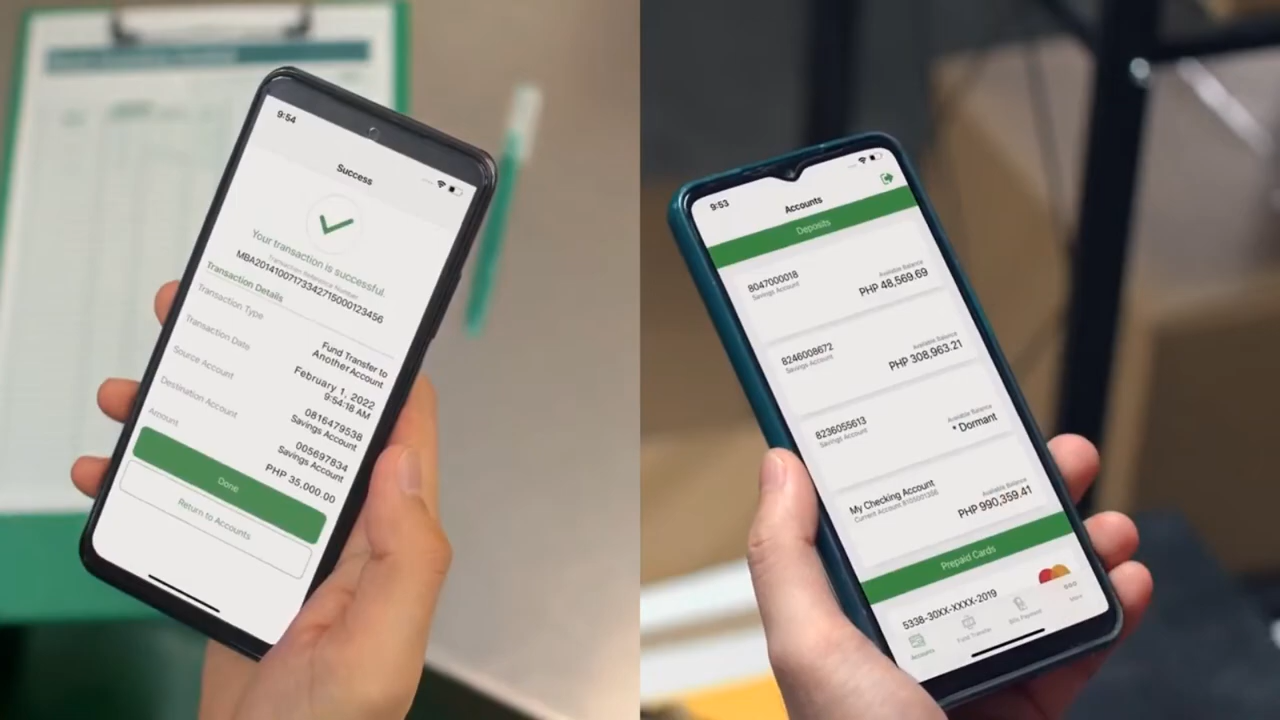 9:54
Success
Your transaction is successful.
Transaction Reference Number
MBA20141007173342715000123456
Transaction Details
Transaction Type
Fund Transfer to
Another Account
Transaction Date
February 1, 2022
9:54:18 AM
Source Account
0816479538
Savings Account
Destination Account
005697834
Savings Account
Amount
PHP 35,000.00
Done
Return to Accounts
9:53
Accounts
Deposits
8047000018
Savings Account
Available Balance
PHP 48,569.69
8246008672
Savings Account
Available Balance
PHP 308,963.21
8236055613
Savings Account
Available Balance
* Dormant
My Checking Account
Current Account
Available Balance
PHP 990,359.41
Prepaid Cards
5338-30XX-XXXX-2019
Accounts
Fund Transfer
Bills Payment
More